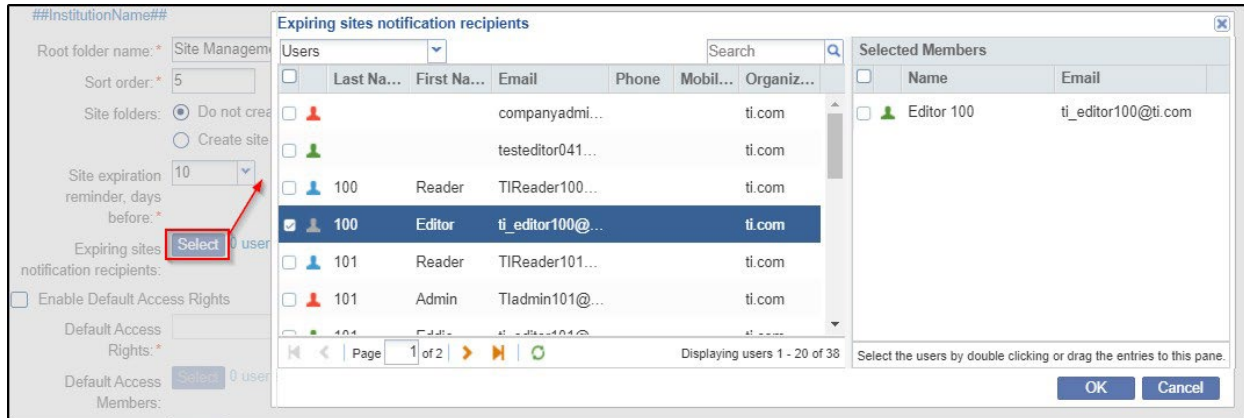 ##InstitutionName##
Root folder name:* Site Managem
Sort order:* 5
Site folders: Do not crea
Create site
Site expiration reminder, days before:* 10
Expiring sites notification recipients: Select 0 user
Enable Default Access Rights
Default Access Rights:*
Default Access Members: Select 0 user
Expiring sites notification recipients
Users Search
Last Na... First Na... Email Phone Mobil... Organiz...
companyadmi... ti.com
testeditor041... ti.com
100 Reader TIReader100... ti.com
100 Editor ti_editor100@... ti.com
101 Reader TIReader101... ti.com
101 Admin TIadmin101@... ti.com
Page 1 of 2 Displaying users 1 - 20 of 38
Selected Members
Name Email
Editor 100 ti_editor100@ti.com
Select the users by double clicking or drag the entries to this pane.
OK Cancel